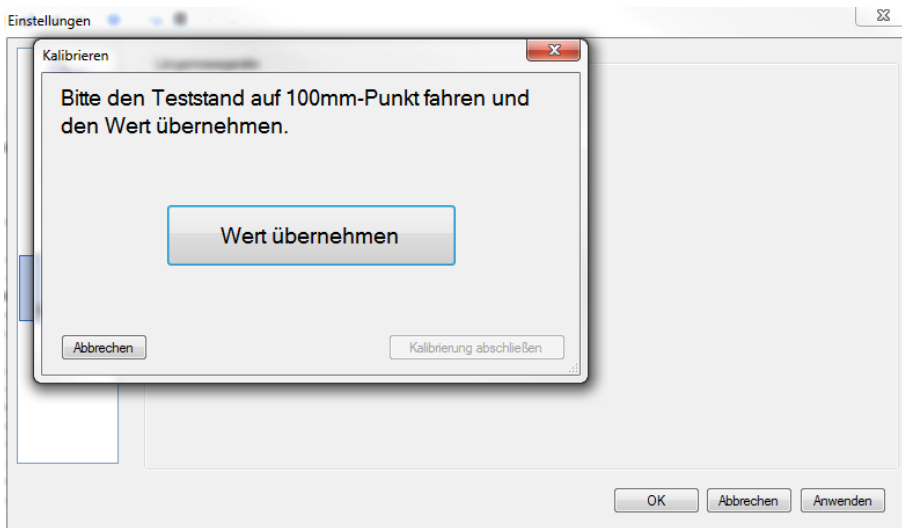 Einstellungen
Kalibrieren
Bitte den Teststand auf 100mm-Punkt fahren und
den Wert übernehmen.
Wert übernehmen
Abbrechen
Kalibrierung abschließen
OK
Abbrechen
Anwenden